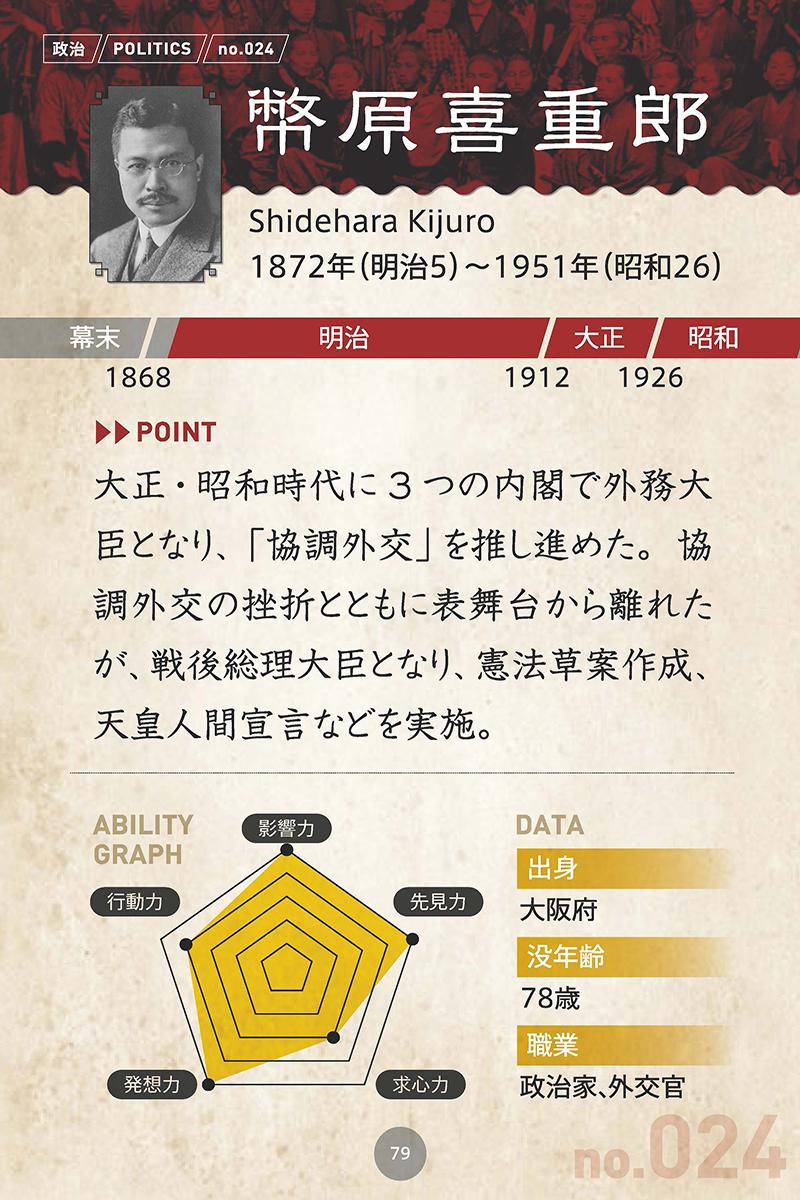 政治 POLITICS no.024
幣原喜重郎
Shidehara Kijuro
1872年(明治5)～1951年(昭和26)
幕末 明治 大正 昭和
1868 1912 1926
POINT
大正・昭和時代に3つの内閣で外務大
臣となり、「協調外交」を推し進めた。協
調外交の挫折とともに表舞台から離れた
が、戦後総理大臣となり、憲法草案作成、
天皇人間宣言などを実施。
ABILITY
GRAPH
影響力
行動力
先見力
発想力
求心力
DATA
出身
大阪府
没年齢
78歳
職業
政治家、外交官
79
no.024